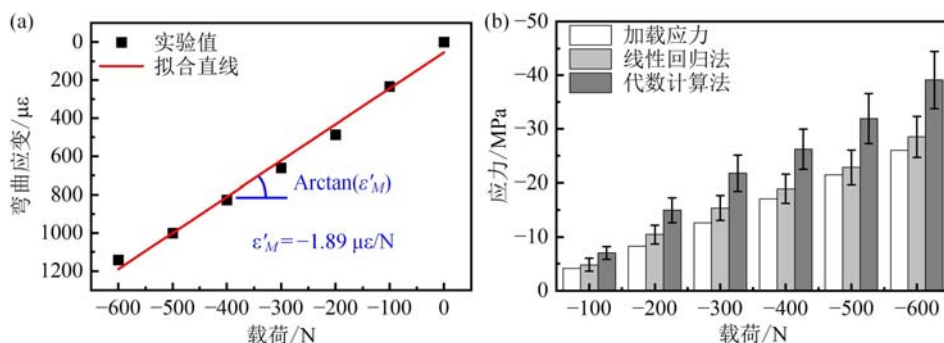 (a)
0
200
400
600
800
1000
1200
弯曲应变/με
■ 实验值
拟合直线
Arctan(ε′M)
ε′M=−1.89 με/N
−600 −500 −400 −300 −200 −100 0
载荷/N
(b)
−50
−40
−30
−20
−10
0
应力/MPa
加载应力
线性回归法
代数计算法
−100 −200 −300 −400 −500 −600
载荷/N